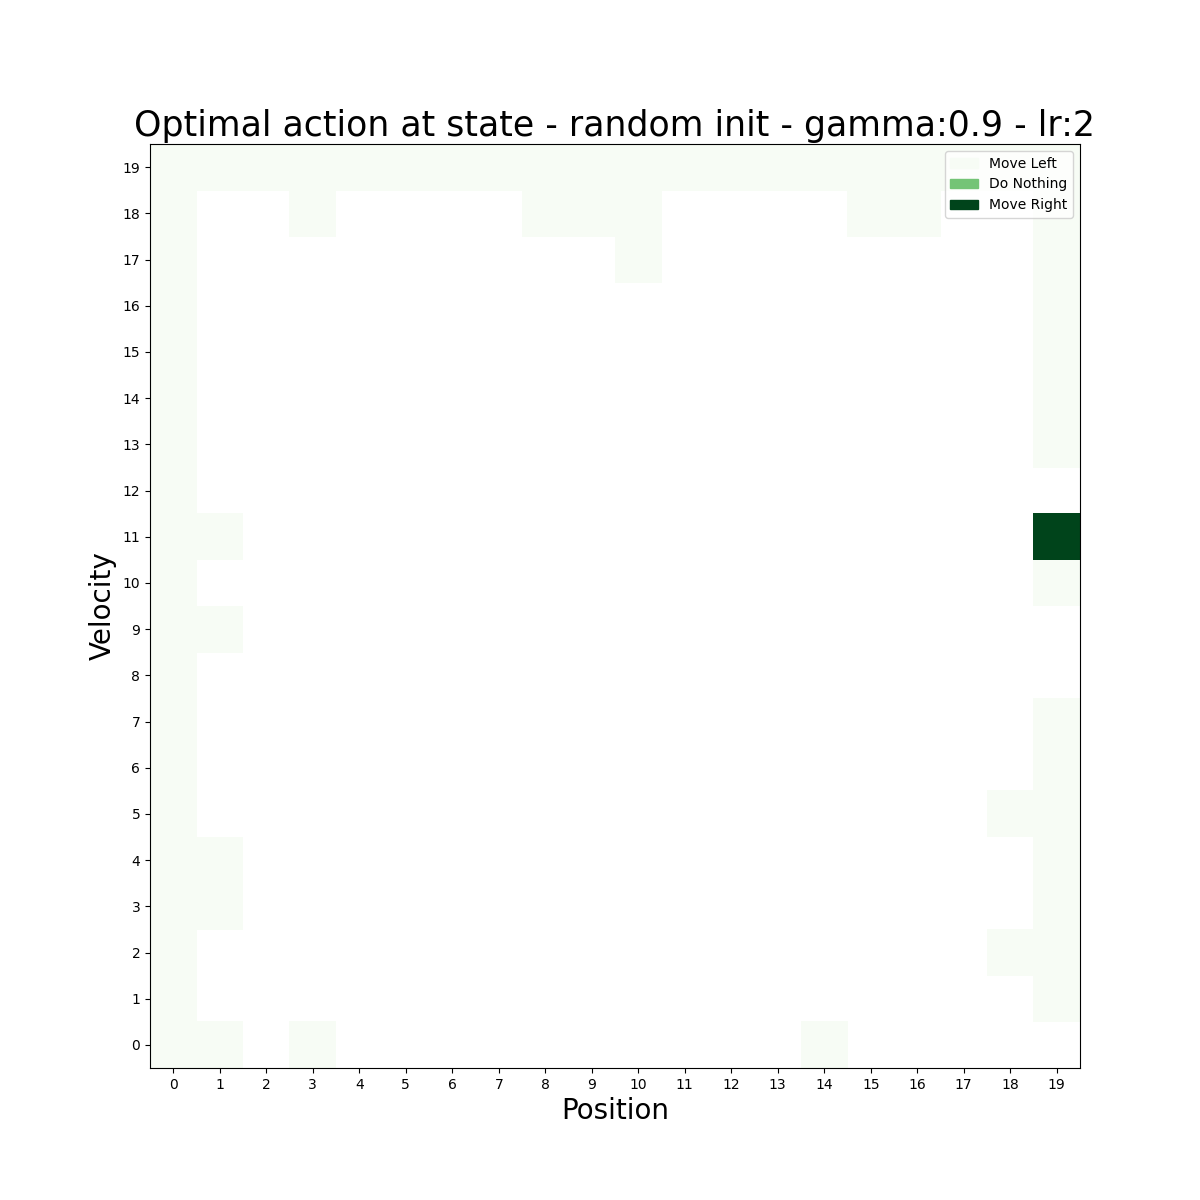 Optimal action at state - random init - gamma:0.9 - lr:2
Move Left
Do Nothing
Move Right
19
18
17
16
15
14
13
12
11
10
9
8
7
6
5
4
3
2
1
0
Velocity
0 1 2 3 4 5 6 7 8 9 10 11 12 13 14 15 16 17 18 19
Position